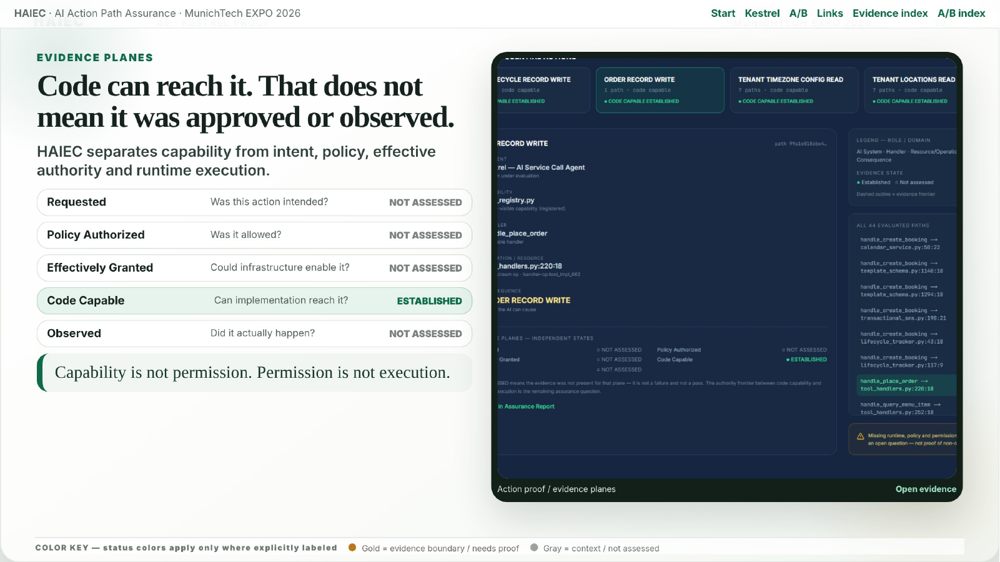 HAIEC · AI Action Path Assurance · MunichTech EXPO 2026
Start Kestrel A/B Links Evidence index A/B index
EVIDENCE PLANES
Code can reach it. That does not
mean it was approved or observed.
HAIEC separates capability from intent, policy, effective
authority and runtime execution.
Requested Was this action intended? NOT ASSESSED
Policy Authorized Was it allowed? NOT ASSESSED
Effectively Granted Could infrastructure enable it? NOT ASSESSED
Code Capable Can implementation reach it? ESTABLISHED
Observed Did it actually happen? NOT ASSESSED
Capability is not permission. Permission is not execution.
ECYCLE RECORD WRITE
code capable
PABLE ESTABLISHED
ORDER RECORD WRITE
1 path · code capable
● CODE CAPABLE ESTABLISHED
TENANT TIMEZONE CONFIG READ
7 paths · code capable
● CODE CAPABLE ESTABLISHED
TENANT LOCATIONS READ
7 paths · code capable
● CODE CAPABLE ESTABLISHED
RECORD WRITE
ENT
rel — AI Service Call Agent
under evaluation
BILITY
_registry.py
visible capability (registered)
LER
dle_place_order
ble handler
ATION / RESOURCE
_handlers.py:220:18
tream op · handler-op:tool_impl_662
EQUENCE
DER RECORD WRITE
the AI can cause
E PLANES — INDEPENDENT STATES
○ NOT ASSESSED Policy Authorized ○ NOT ASSESSED
Granted ○ NOT ASSESSED Code Capable ● ESTABLISHED
○ NOT ASSESSED
SSED means the evidence was not present for that plane — it is not a failure and not a pass. The authority frontier between code capability and
xecution is the remaining assurance question.
in Assurance Report
LEGEND — ROLE / DOMAIN
AI System · Handler · Resource/Operatio
Consequence
EVIDENCE STATE
● Established ○ Not assessed
Dashed outline = evidence frontier
ALL 44 EVALUATED PATHS
handle_create_booking →
calendar_service.py:50:22
handle_create_booking →
template_schema.py:1140:18
handle_create_booking →
template_schema.py:1294:18
handle_create_booking →
transactional_sms.py:190:21
handle_create_booking →
lifecycle_tracker.py:43:18
handle_create_booking →
lifecycle_tracker.py:117:9
handle_place_order →
tool_handlers.py:220:18
handle_query_menu_item →
tool_handlers.py:252:18
Missing runtime, policy and permission
an open question — not proof of non-c
Action proof / evidence planes
Open evidence
COLOR KEY — status colors apply only where explicitly labeled Gold = evidence boundary / needs proof Gray = context / not assessed